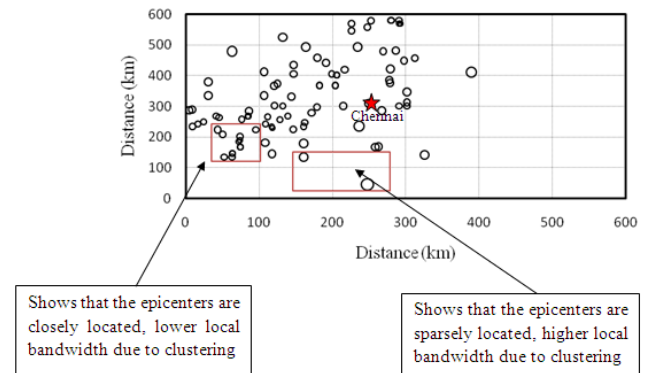 600
500
400
300
200
100
0
Distance (km)
Chennai
0 100 200 300 400 500 600
Distance (km)
Shows that the epicenters are
closely located, lower local
bandwidth due to clustering
Shows that the epicenters are
sparsely located, higher local
bandwidth due to clustering